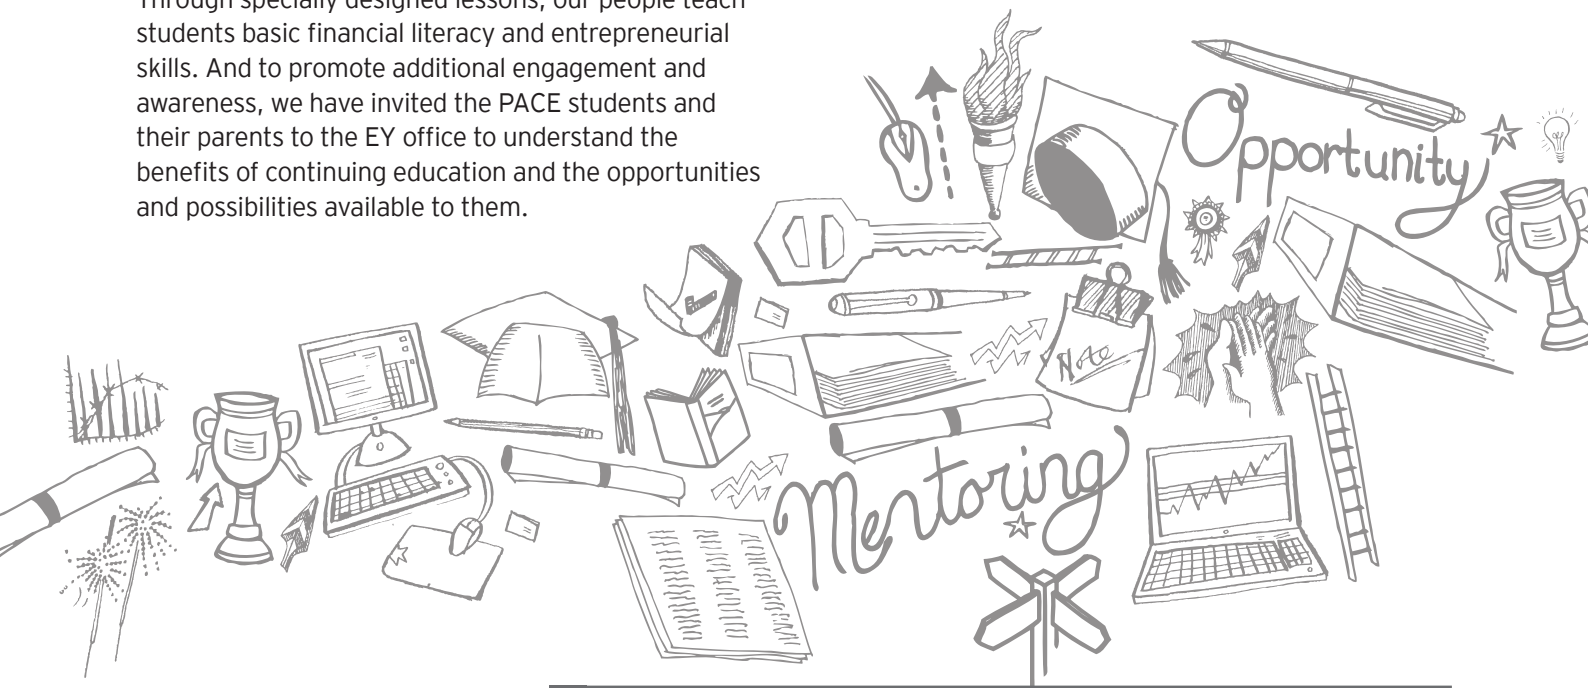 Through specially designed lessons, our people teach
students basic financial literacy and entrepreneurial
skills. And to promote additional engagement and
awareness, we have invited the PACE students and
their parents to the EY office to understand the
benefits of continuing education and the opportunities
and possibilities available to them.
Opportunity
Note
Mentoring